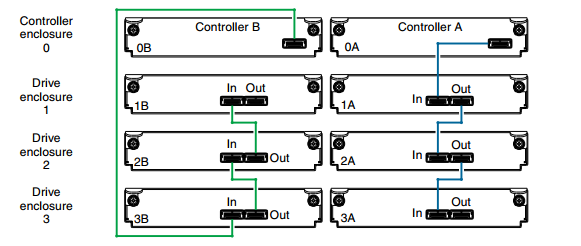 Controller
enclosure
0
Controller B
0B
Controller A
0A
Drive
enclosure
1
In Out
1B
In
Out
1A
Drive
enclosure
2
In
Out
2B
In
Out
2A
Drive
enclosure
3
In
Out
3B
In
Out
3A